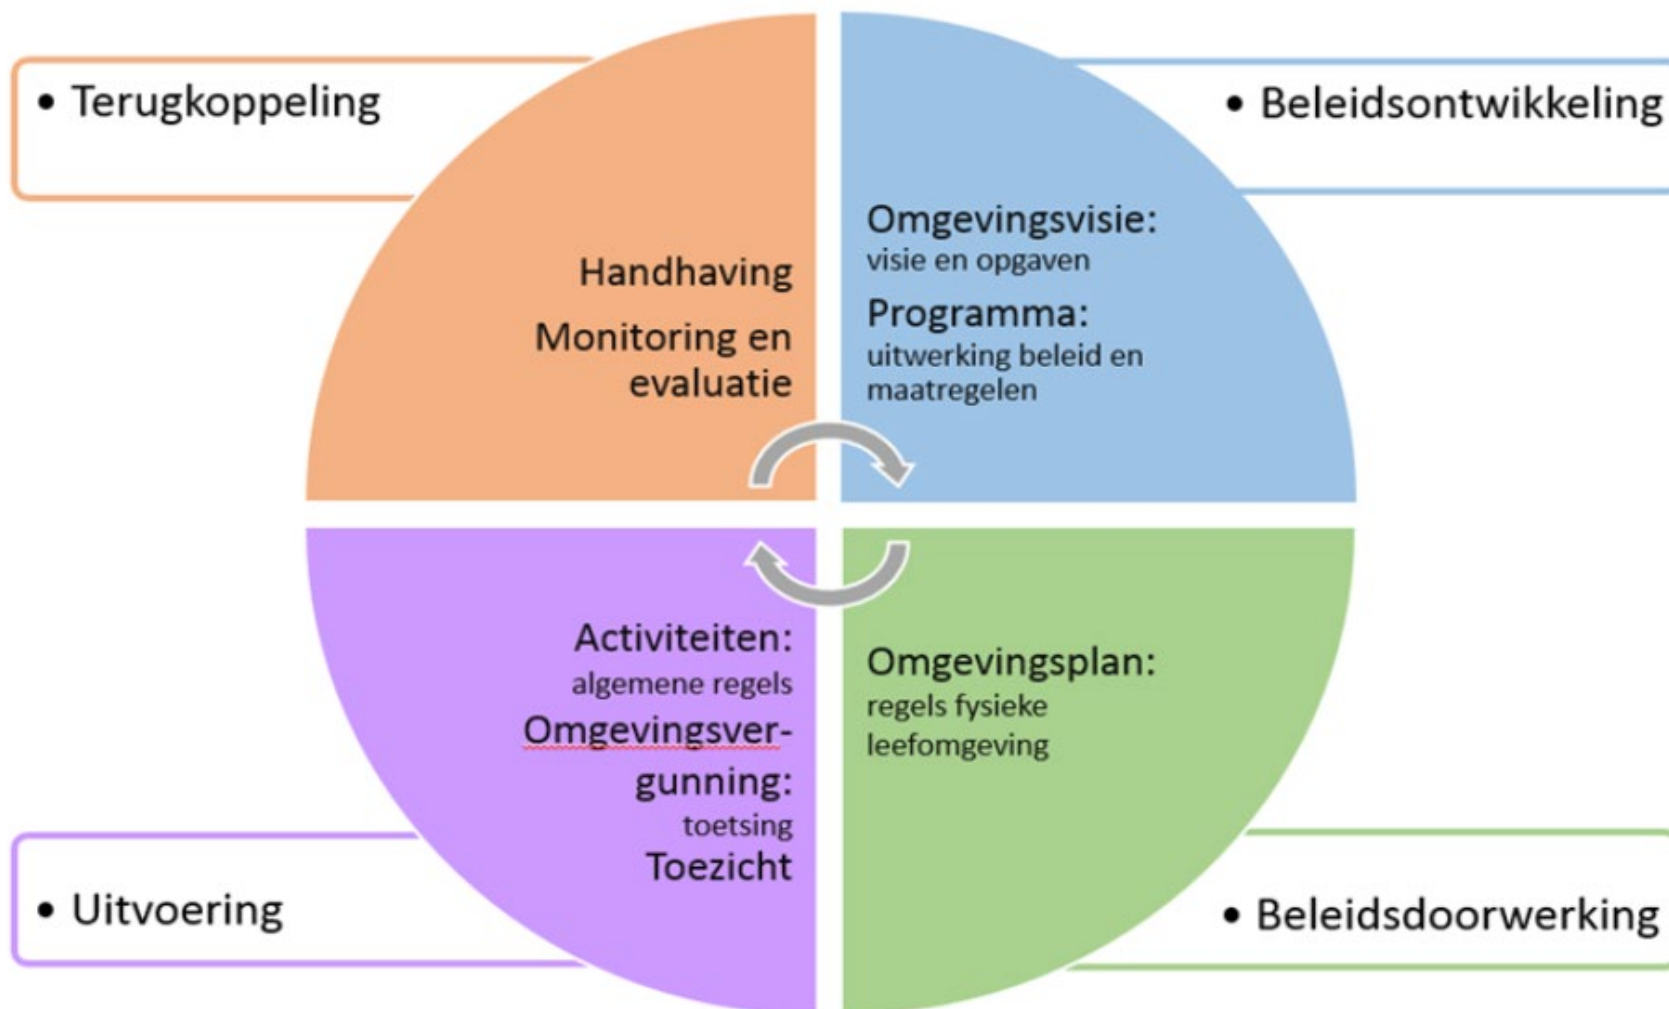 • Terugkoppeling
Handhaving
Monitoring en
evaluatie
• Beleidsontwikkeling
Omgevingsvisie:
visie en opgaven
Programma:
uitwerking beleid en
maatregelen
Activiteiten:
algemene regels
Omgevingsver-
gunning:
toetsing
Toezicht
• Uitvoering
Omgevingsplan:
regels fysieke
leefomgeving
• Beleidsdoorwerking